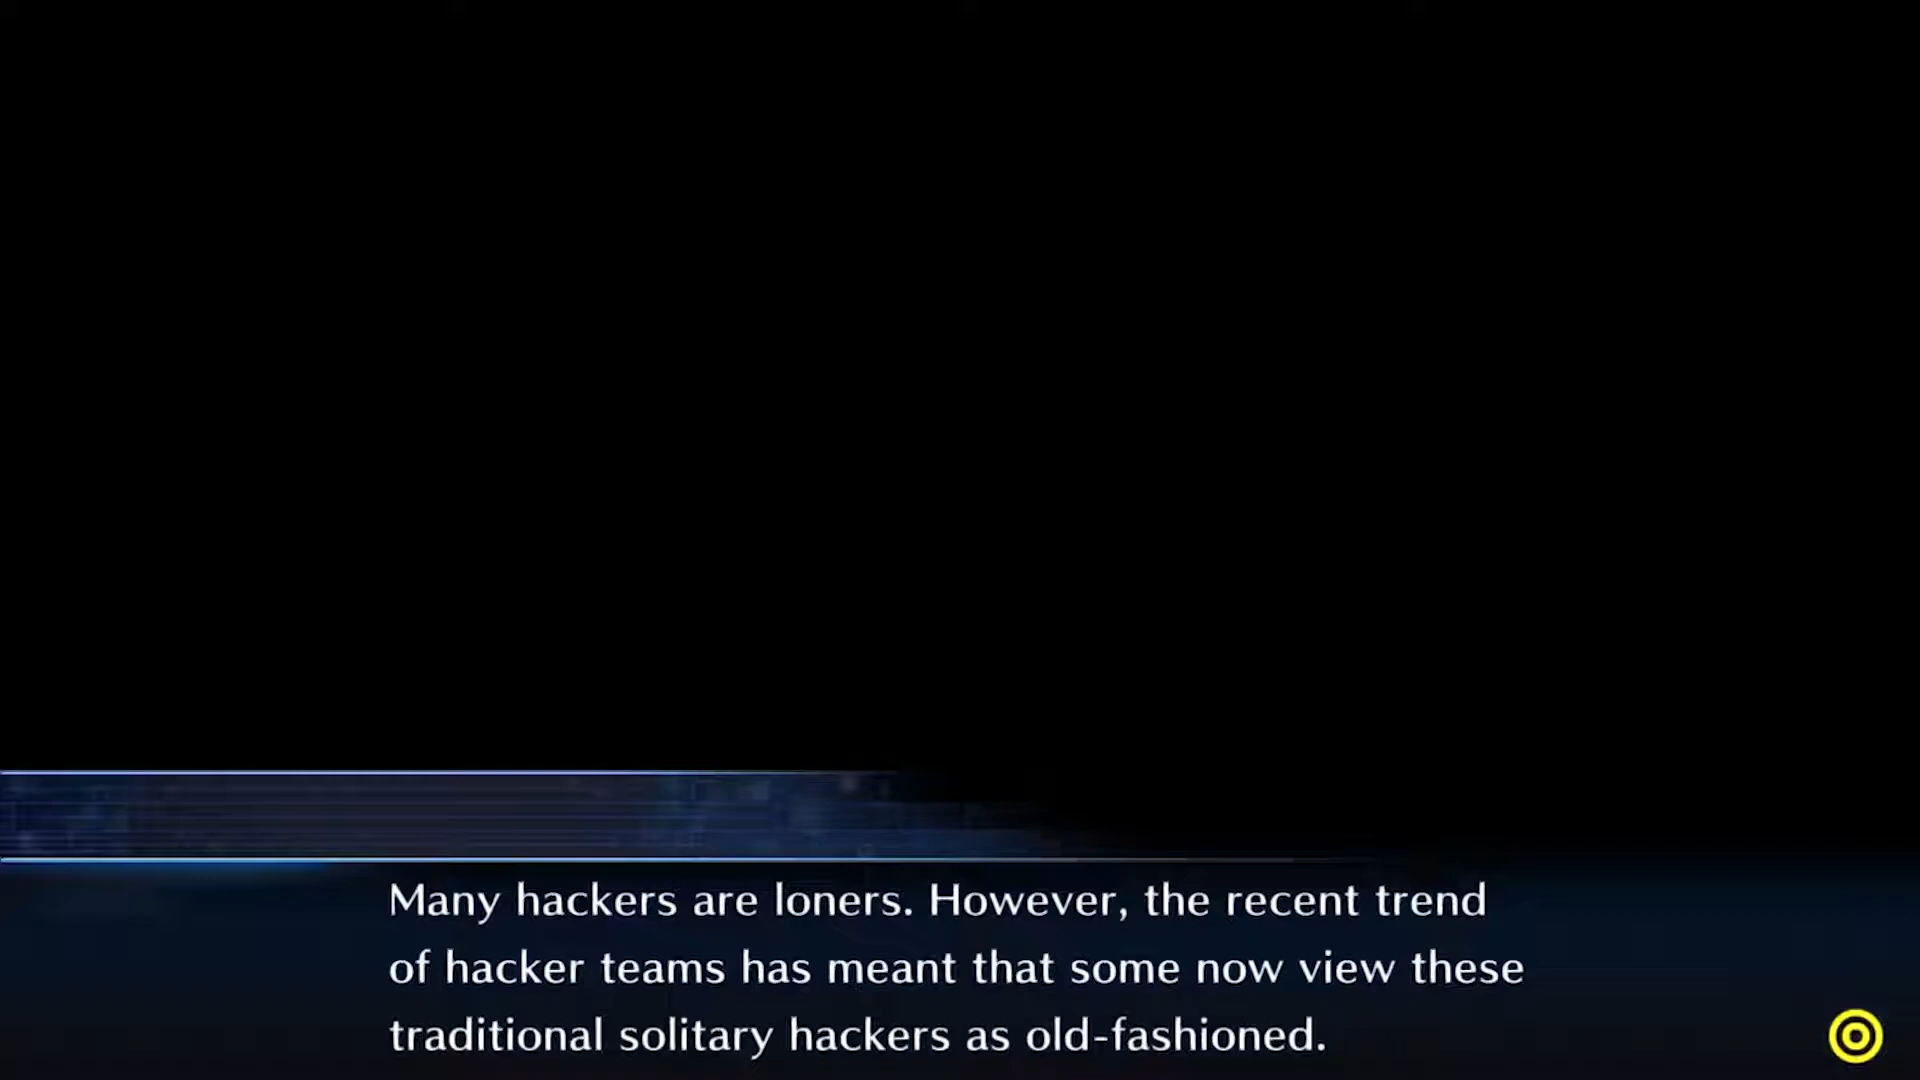 Many hackers are loners. However, the recent trend
of hacker teams has meant that some now view these
traditional solitary hackers as old-fashioned.